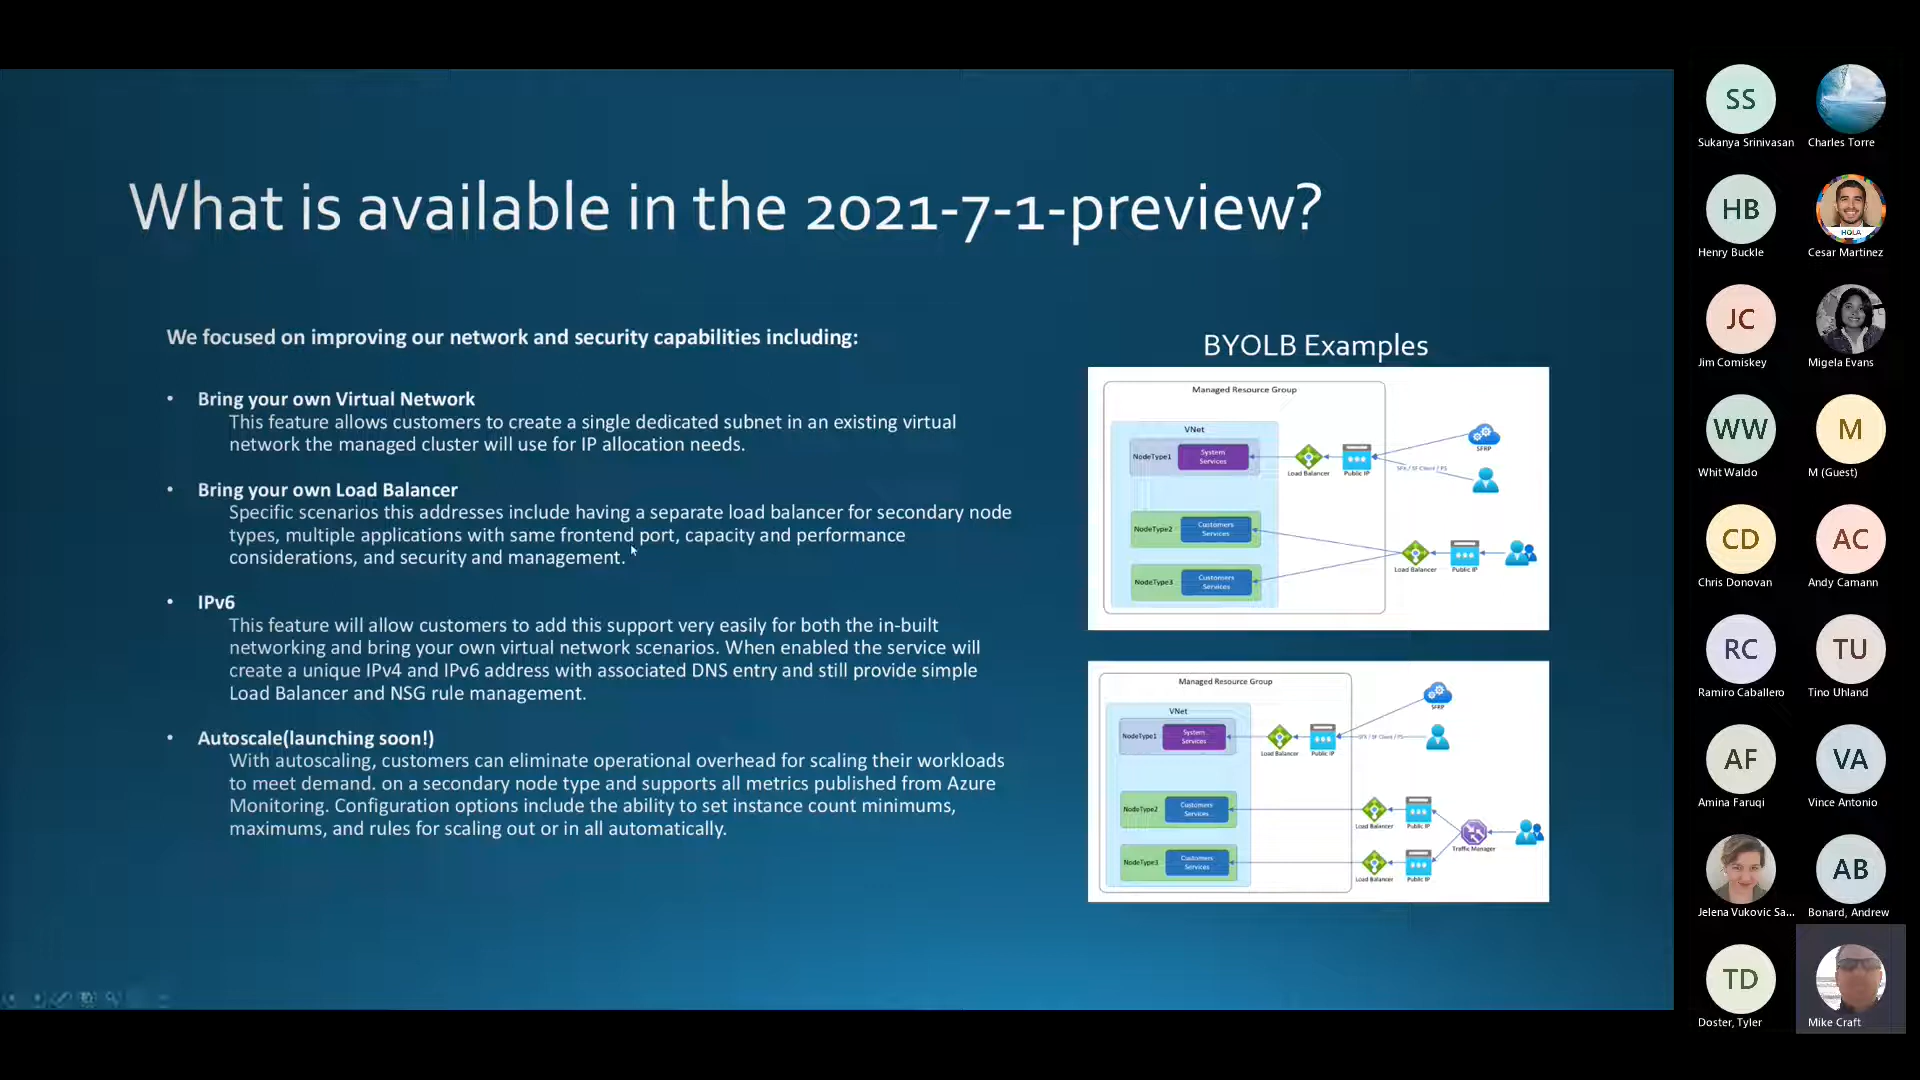 What is available in the 2021-7-1-preview?
We focused on improving our network and security capabilities including:
• Bring your own Virtual Network
This feature allows customers to create a single dedicated subnet in an existing virtual
network the managed cluster will use for IP allocation needs.
• Bring your own Load Balancer
Specific scenarios this addresses include having a separate load balancer for secondary node
types, multiple applications with same frontend port, capacity and performance
considerations, and security and management.
• IPv6
This feature will allow customers to add this support very easily for both the in-built
networking and bring your own virtual network scenarios. When enabled the service will
create a unique IPv4 and IPv6 address with associated DNS entry and still provide simple
Load Balancer and NSG rule management.
• Autoscale(launching soon!)
With autoscaling, customers can eliminate operational overhead for scaling their workloads
to meet demand. on a secondary node type and supports all metrics published from Azure
Monitoring. Configuration options include the ability to set instance count minimums,
maximums, and rules for scaling out or in all automatically.
BYOLB Examples
Managed Resource Group
VNet
NodeType1
System
Services
Load Balancer
Public IP
SFRP
SFX / SF Client / PS
NodeType2
Customers
Services
NodeType3
Customers
Services
Load Balancer
Public IP
Managed Resource Group
VNet
NodeType1
System
Services
Load Balancer
Public IP
SFRP
SFX / SF Client / PS
NodeType2
Customers
Services
Load Balancer
Public IP
Traffic Manager
NodeType3
Customers
Services
Load Balancer
Public IP
SS
Sukanya Srinivasan
Charles Torre
HB
Henry Buckle
HOLA
Cesar Martinez
JC
Jim Comiskey
Migela Evans
WW
Whit Waldo
M
M (Guest)
CD
Chris Donovan
AC
Andy Camann
RC
Ramiro Caballero
TU
Tino Uhland
AF
Amina Faruqi
VA
Vince Antonio
Jelena Vukovic Sa...
AB
Bonard, Andrew
TD
Doster, Tyler
Mike Craft